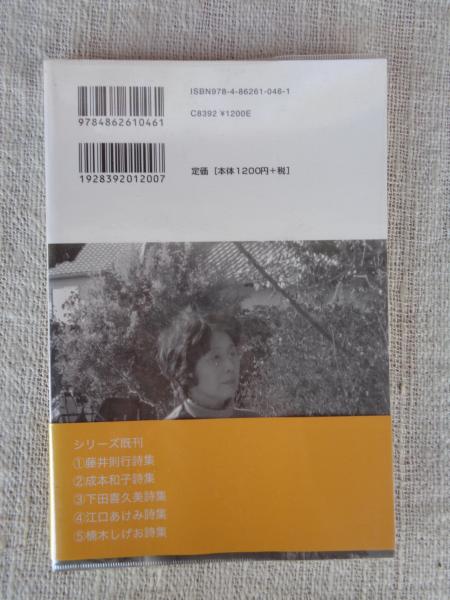 ISBN978-4-86261-046-1
C8392 ¥1200E
9784862610461
定価［本体1200円＋税］
1928392012007
シリーズ既刊
①藤井則行詩集
②成本和子詩集
③下田喜久美詩集
④江口あけみ詩集
⑤楠木しげお詩集